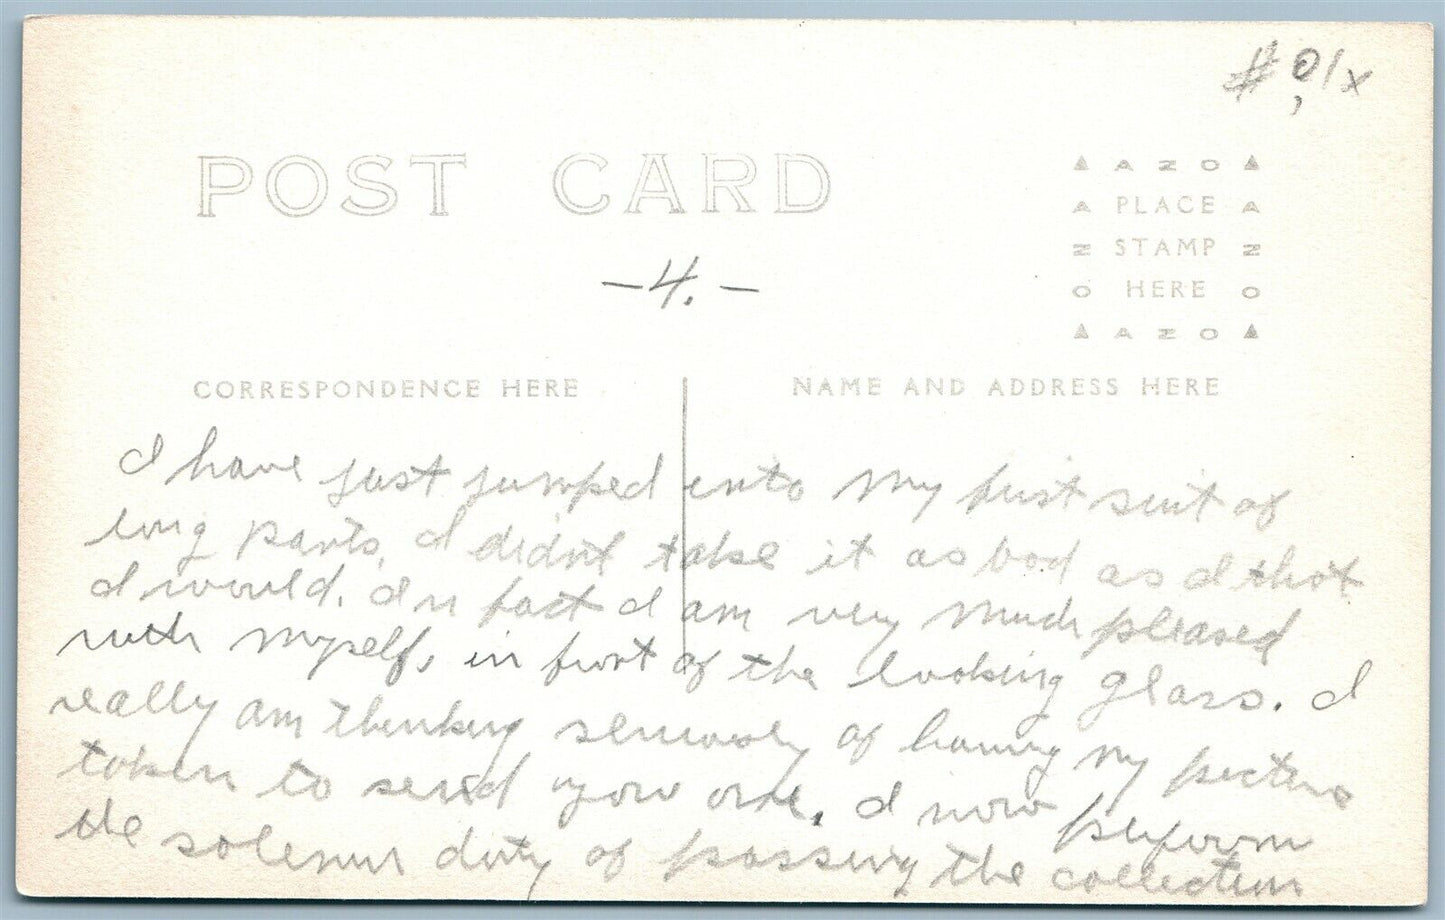 # .01x
POST CARD
▲ A Z O ▲
A PLACE A
Z STAMP Z
O HERE O
▲ A Z O ▲
-4.-
CORRESPONDENCE HERE
NAME AND ADDRESS HERE
I have just jumped into my first suit of
long pants, I didn't take it as bad as I thot
I would. In fact I am very much pleased
with myself, in front of the looking glass. I
really am thinking seriously of having my picture
taken to send you one. I now perform
the solemn duty of passing the collection